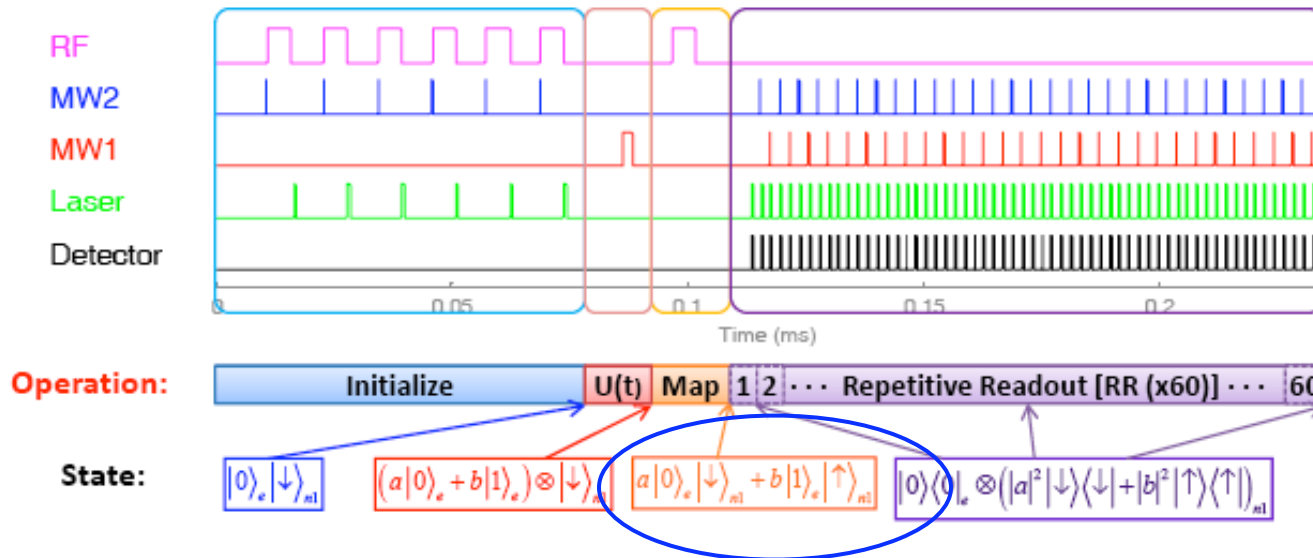 RF
MW2
MW1
Laser
Detector
0 0.05 0.1 0.15 0.2
Time (ms)
Operation: Initialize U(t) Map 1 2 ··· Repetitive Readout [RR (x60)] ··· 60
State: |0⟩ₑ|↓⟩ₙ₁ (a|0⟩ₑ+b|1⟩ₑ)⊗|↓⟩ₙ₁ a|0⟩ₑ|↓⟩ₙ₁+b|1⟩ₑ|↑⟩ₙ₁ |0⟩⟨0|ₑ⊗(|a|²|↓⟩⟨↓|+|b|²|↑⟩⟨↑|)ₙ₁